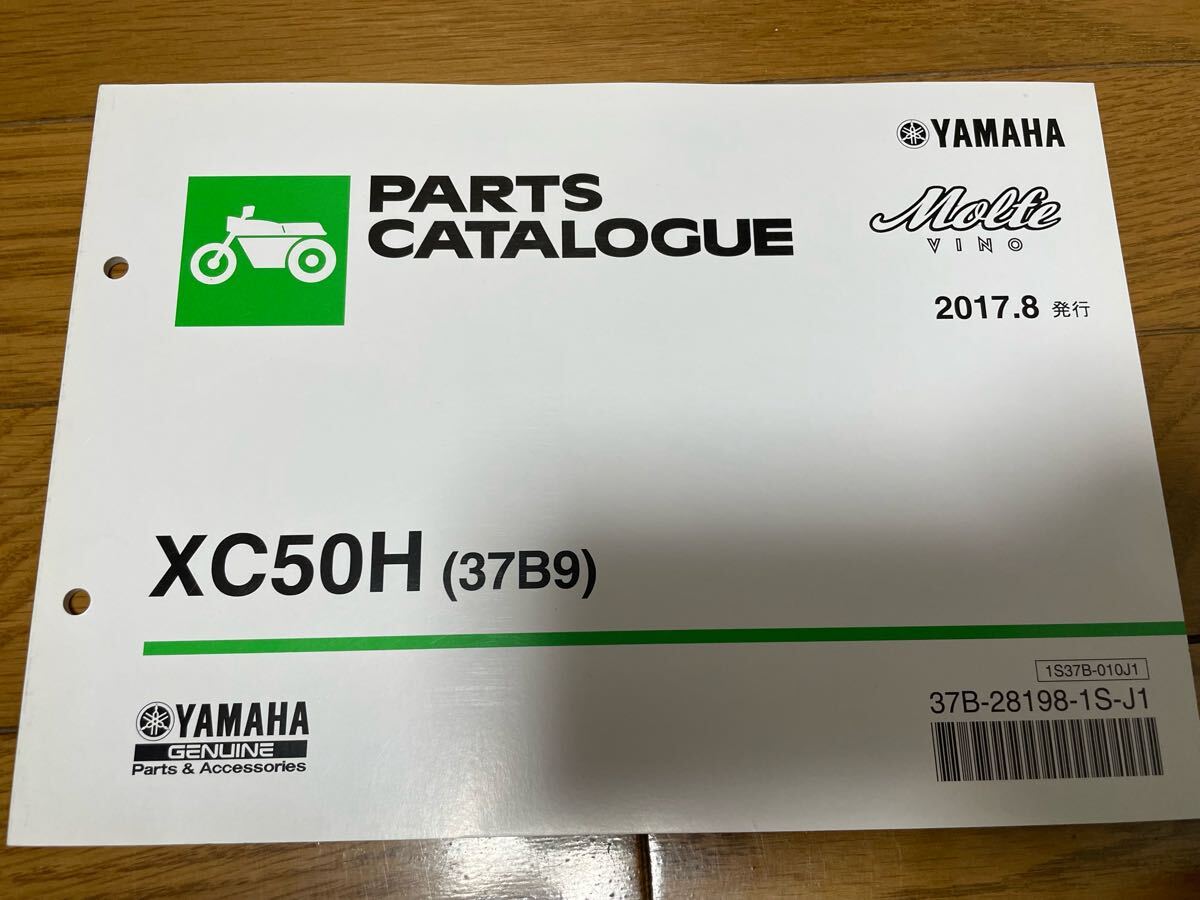 YAMAHA
PARTS
CATALOGUE
Molfe
VINO
2017.8 発行
XC50H (37B9)
1S37B-010J1
37B-28198-1S-J1
YAMAHA
GENUINE
Parts & Accessories